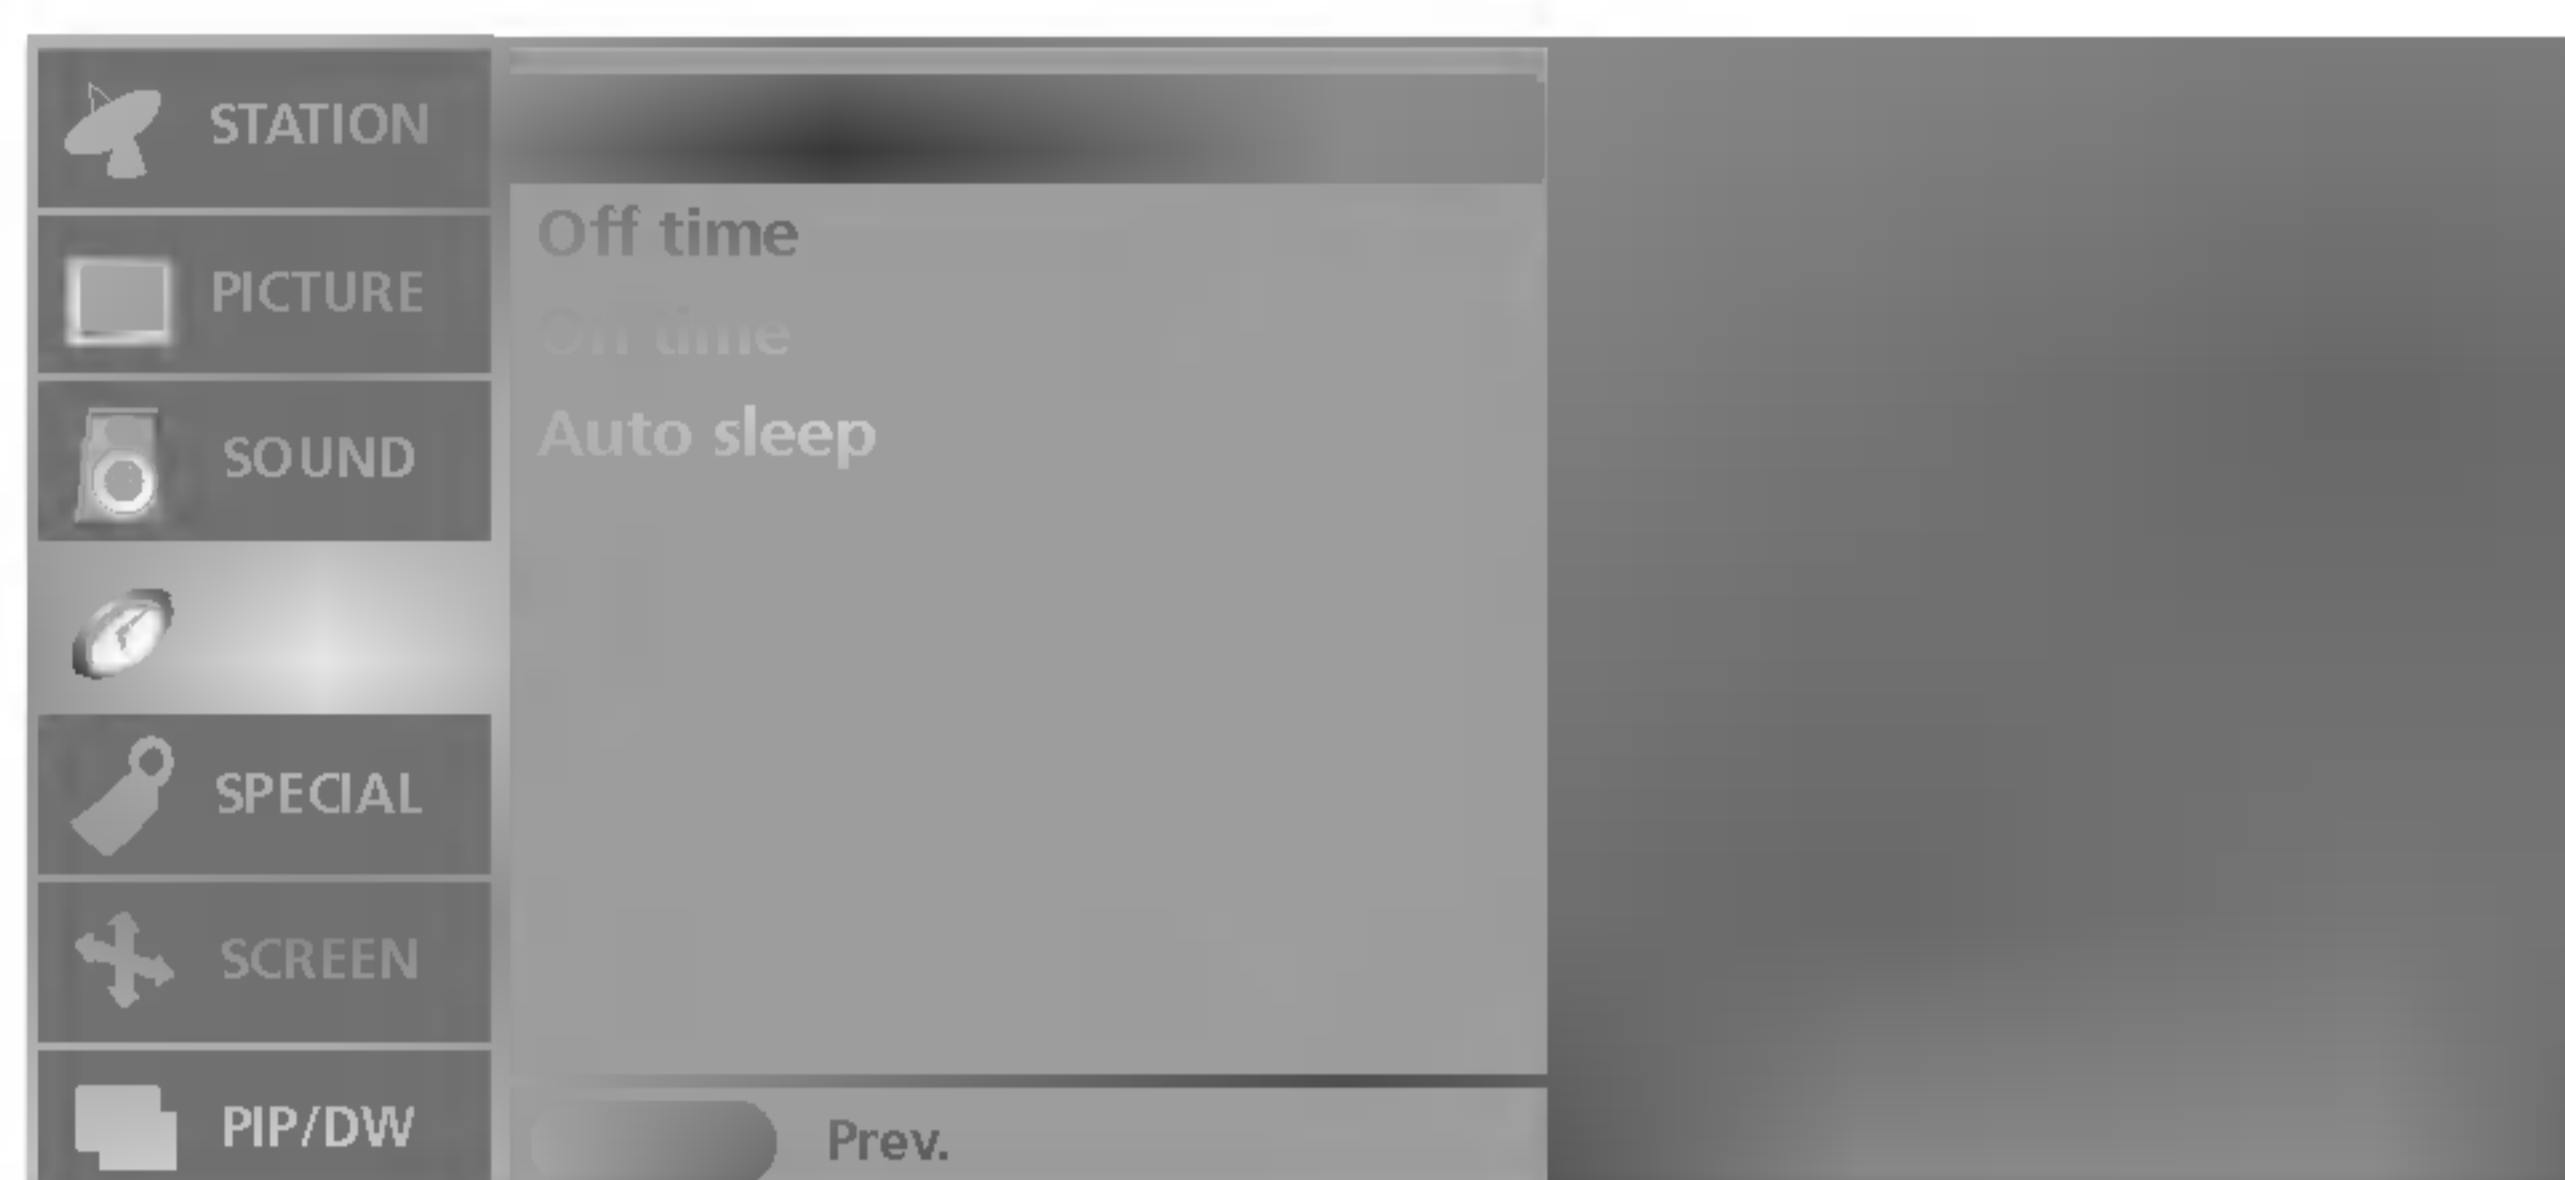 STATION
PICTURE
SOUND
SPECIAL
SCREEN
PIP/DW
Off time
On time
Auto sleep
Prev.